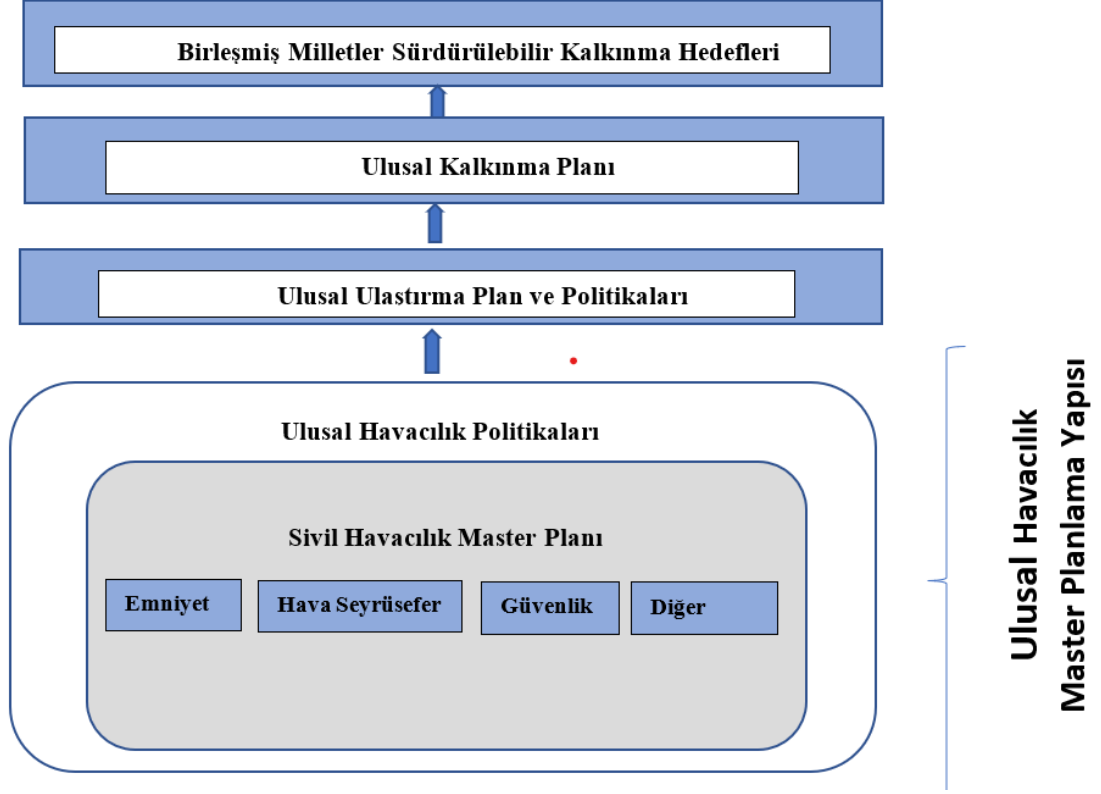 Birleşmiş Milletler Sürdürülebilir Kalkınma Hedefleri
Ulusal Kalkınma Planı
Ulusal Ulastırma Plan ve Politikaları
Ulusal Havacılık Politikaları
Sivil Havacılık Master Planı
Emniyet
Hava Seyrüsefer
Güvenlik
Diğer
Ulusal Havacılık
Master Planlama Yapısı